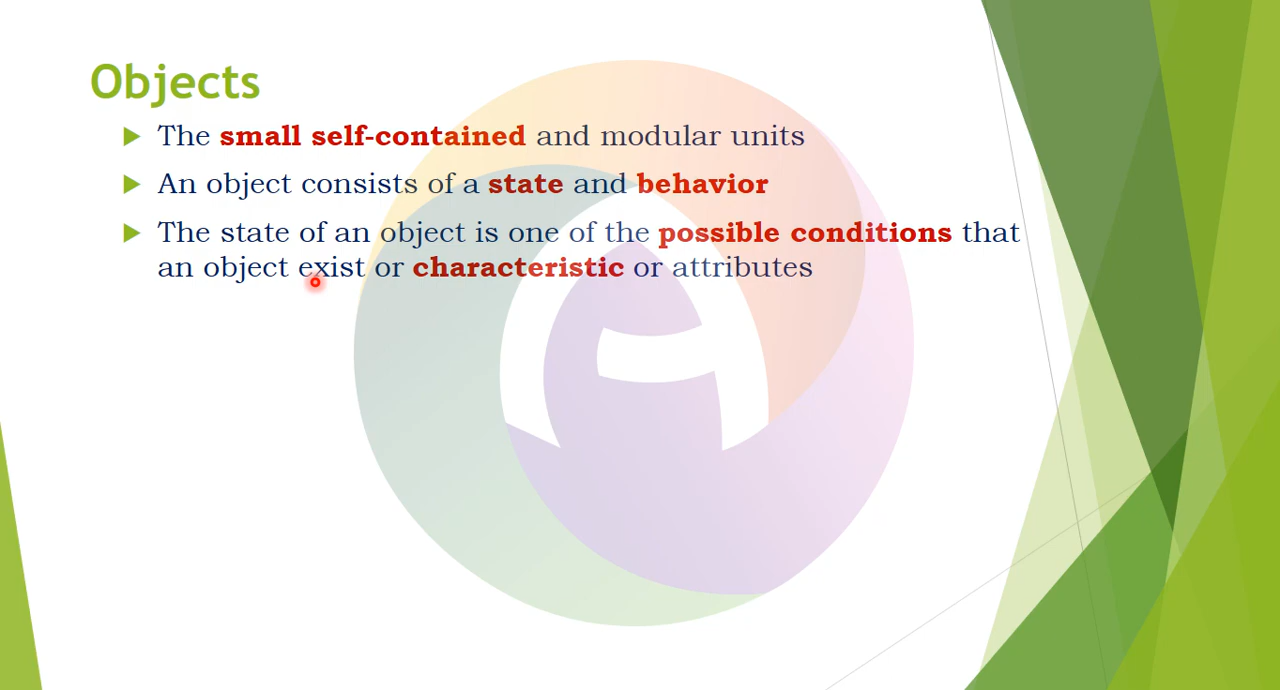 Objects
The small self-contained and modular units
An object consists of a state and behavior
The state of an object is one of the possible conditions that
an object exist or characteristic or attributes